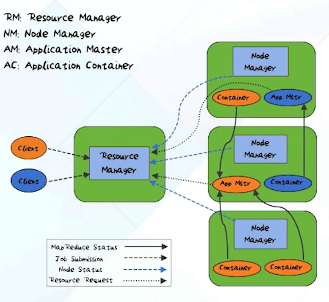 RM: Resource Manager
NM: Node Manager
AM: Application Master
AC: Application Container
Node
Manager
Container
App Mstr
Client
Client
Resource
Manager
Node
Manager
App Mstr
Container
Node
Manager
Container
Container
MapReduce Status
Job Submission
Node Status
Resource Request